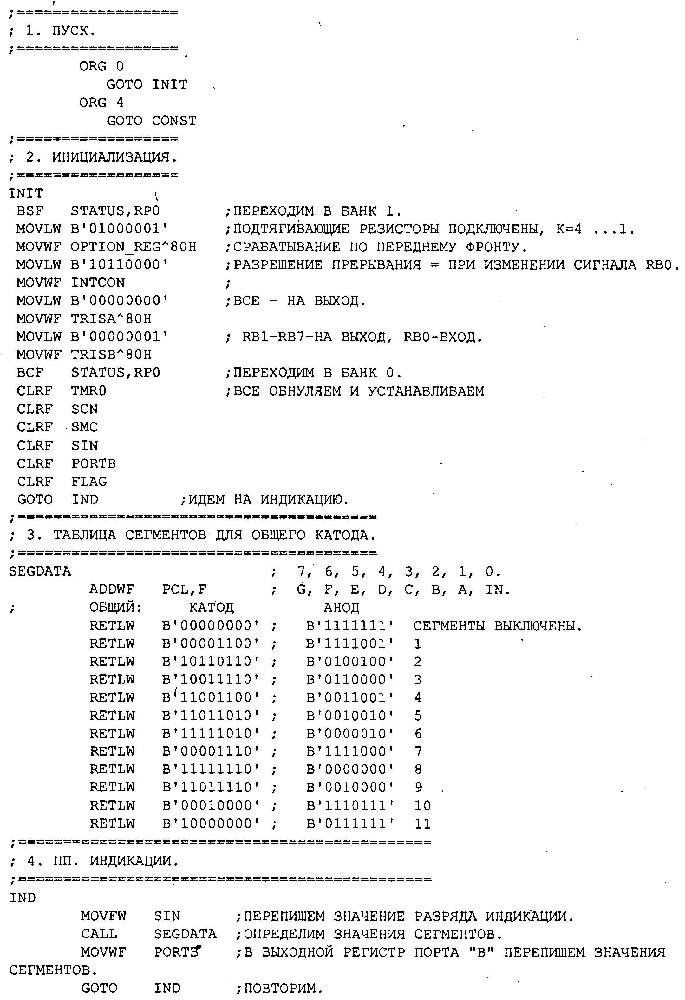 ;==================
; 1. ПУСК.
;==================
ORG 0
GOTO INIT
ORG 4
GOTO CONST
;==================
; 2. ИНИЦИАЛИЗАЦИЯ.
;==================
INIT
BSF STATUS,RP0 ;ПЕРЕХОДИМ В БАНК 1.
MOVLW B'01000001' ;ПОДТЯГИВАЮЩИЕ РЕЗИСТОРЫ ПОДКЛЮЧЕНЫ, К=4 ...1.
MOVWF OPTION_REG^80H ;СРАБАТЫВАНИЕ ПО ПЕРЕДНЕМУ ФРОНТУ.
MOVLW B'10110000' ;РАЗРЕШЕНИЕ ПРЕРЫВАНИЯ = ПРИ ИЗМЕНЕНИИ СИГНАЛА RB0.
MOVWF INTCON ;
MOVLW B'00000000' ;ВСЕ - НА ВЫХОД.
MOVWF TRISA^80H
MOVLW B'00000001' ; RB1-RB7-НА ВЫХОД, RB0-ВХОД.
MOVWF TRISB^80H
BCF STATUS,RP0 ;ПЕРЕХОДИМ В БАНК 0.
CLRF TMR0 ;ВСЕ ОБНУЛЯЕМ И УСТАНАВЛИВАЕМ
CLRF SCN
CLRF SMC
CLRF SIN
CLRF PORTB
CLRF FLAG
GOTO IND ;ИДЕМ НА ИНДИКАЦИЮ.
;========================================
; 3. ТАБЛИЦА СЕГМЕНТОВ ДЛЯ ОБЩЕГО КАТОДА.
;========================================
SEGDATA ; 7, 6, 5, 4, 3, 2, 1, 0.
ADDWF PCL,F ; G, F, E, D, C, B, A, IN.
; ОБЩИЙ: КАТОД АНОД
RETLW B'00000000' ; B'1111111' СЕГМЕНТЫ ВЫКЛЮЧЕНЫ.
RETLW B'00001100' ; B'1111001' 1
RETLW B'10110110' ; B'0100100' 2
RETLW B'10011110' ; B'0110000' 3
RETLW B'11001100' ; B'0011001' 4
RETLW B'11011010' ; B'0010010' 5
RETLW B'11111010' ; B'0000010' 6
RETLW B'00001110' ; B'1111000' 7
RETLW B'11111110' ; B'0000000' 8
RETLW B'11011110' ; B'0010000' 9
RETLW B'00010000' ; B'1110111' 10
RETLW B'10000000' ; B'0111111' 11
;==============================================
; 4. ПП. ИНДИКАЦИИ.
;==============================================
IND
MOVFW SIN ;ПЕРЕПИШЕМ ЗНАЧЕНИЕ РАЗРЯДА ИНДИКАЦИИ.
CALL SEGDATA ;ОПРЕДЕЛИМ ЗНАЧЕНИЯ СЕГМЕНТОВ.
MOVWF PORTB ;В ВЫХОДНОЙ РЕГИСТР ПОРТА "В" ПЕРЕПИШЕМ ЗНАЧЕНИЯ
СЕГМЕНТОВ.
GOTO IND ;ПОВТОРИМ.